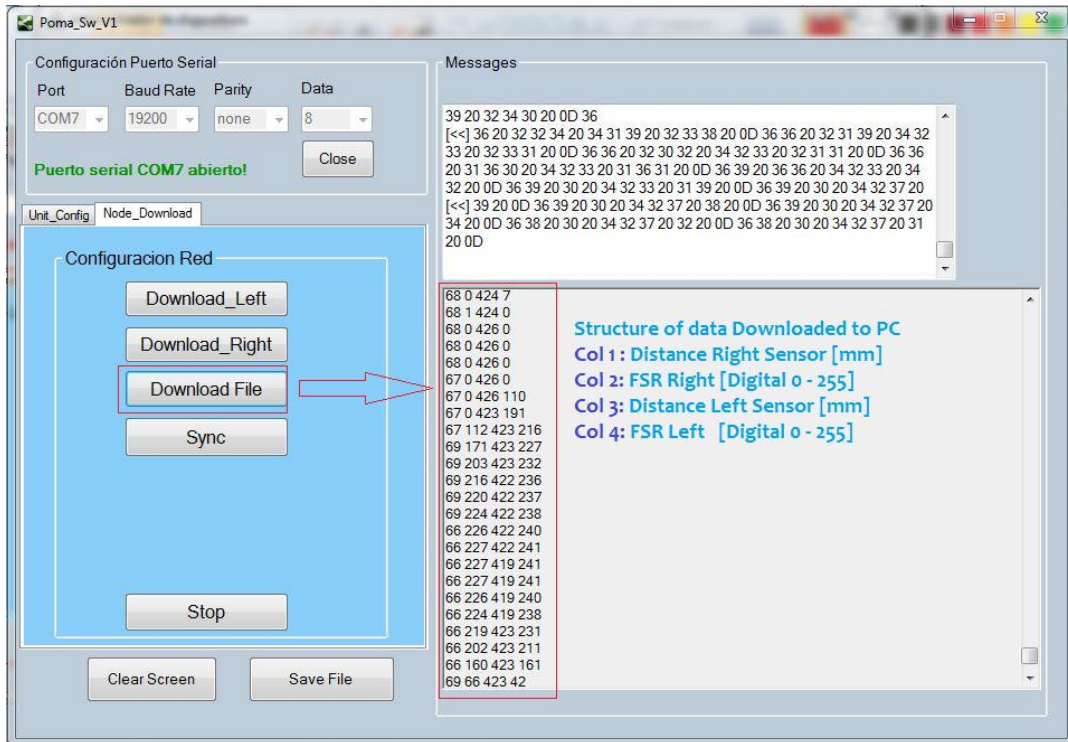 Poma_Sw_V1
Configuración Puerto Serial
Port Baud Rate Parity Data
COM7 19200 none 8
Puerto serial COM7 abierto!
Close
Unit_Config Node_Download
Configuracion Red
Download_Left
Download_Right
Download File
Sync
Stop
Clear Screen Save File
Messages
39 20 32 34 30 20 0D 36
[<<] 36 20 32 32 34 20 34 31 39 20 32 33 38 20 0D 36 36 20 32 31 39 20 34 32
33 20 32 33 31 20 0D 36 36 20 32 30 32 20 34 32 33 20 32 31 31 20 0D 36 36
20 31 36 30 20 34 32 33 20 31 36 31 20 0D 36 39 20 36 36 20 34 32 33 20 34
32 20 0D 36 39 20 30 20 34 32 33 20 31 39 20 0D 36 39 20 30 20 34 32 37 20
[<<] 39 20 0D 36 39 20 30 20 34 32 37 20 38 20 0D 36 39 20 30 20 34 32 37 20
34 20 0D 36 38 20 30 20 34 32 37 20 32 20 0D 36 38 20 30 20 34 32 37 20 31
20 0D
68 0 424 7
68 1 424 0
68 0 426 0
68 0 426 0
68 0 426 0
67 0 426 0
67 0 426 110
67 0 423 191
67 112 423 216
69 171 423 227
69 203 423 232
69 216 422 236
69 220 422 237
69 224 422 238
66 226 422 240
66 227 422 241
66 227 419 241
66 227 419 241
66 226 419 240
66 224 419 238
66 219 423 231
66 202 423 211
66 160 423 161
69 66 423 42
Structure of data Downloaded to PC
Col 1 : Distance Right Sensor [mm]
Col 2: FSR Right [Digital 0 - 255]
Col 3: Distance Left Sensor [mm]
Col 4: FSR Left [Digital 0 - 255]